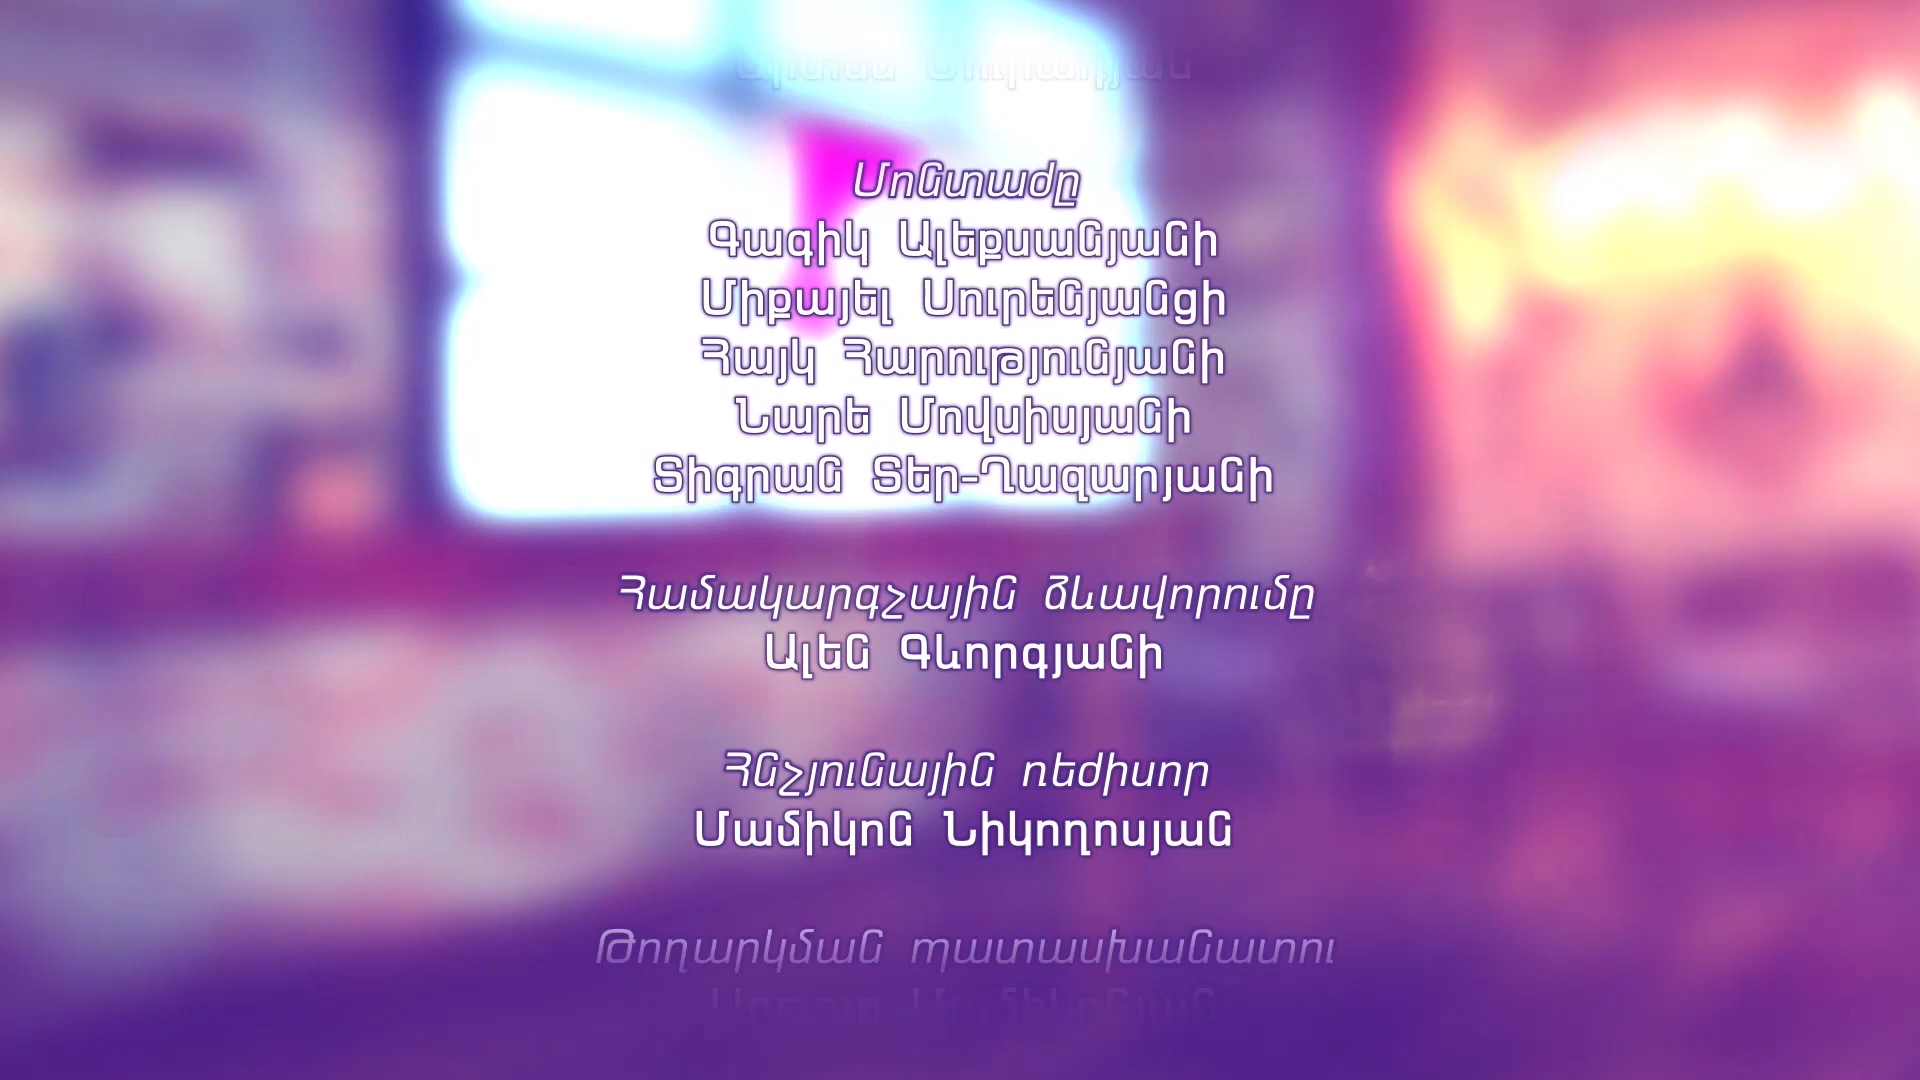 Մոնտաժը
Գագիկ Ալեքսանյանի
Միքայել Սուրենյանցի
Հայկ Հարությունյանի
Նարե Մովսիսյանի
Տիգրան Տեր-Ղազարյանի
Համակարգչային ձևավորումը
Ալեն Գևորգյանի
Հնչյունային ռեժիսոր
Մամիկոն Նիկողոսյան
Թողարկման պատասխանատու